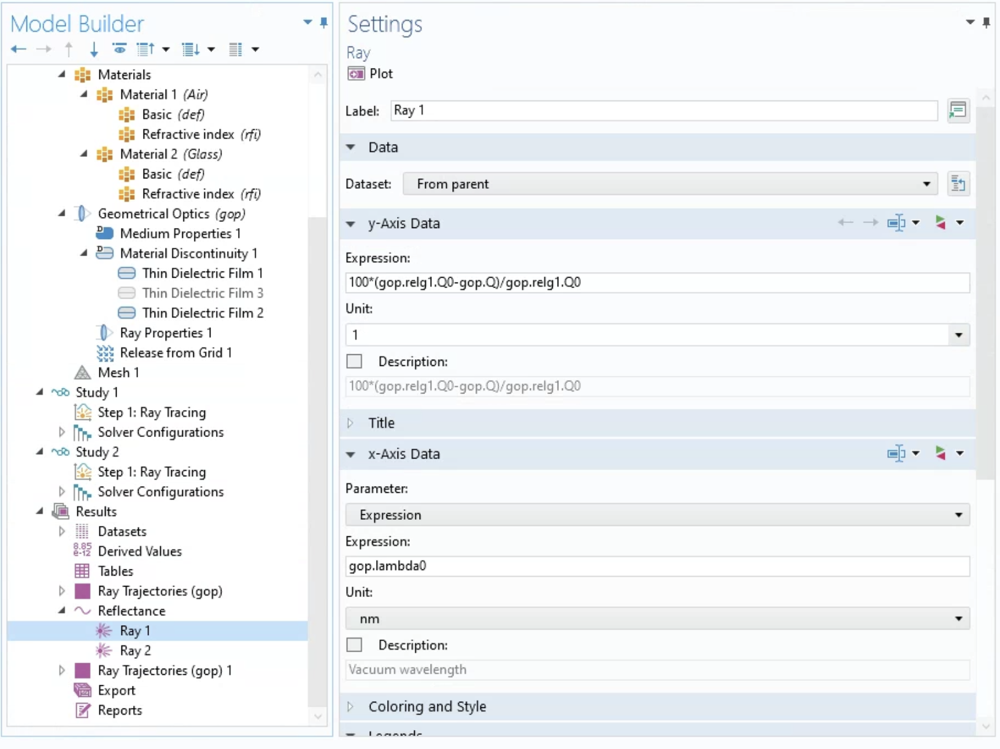 Model Builder
Materials
Material 1 (Air)
Basic (def)
Refractive index (rfi)
Material 2 (Glass)
Basic (def)
Refractive index (rfi)
Geometrical Optics (gop)
D
Medium Properties 1
D
Material Discontinuity 1
Thin Dielectric Film 1
Thin Dielectric Film 3
Thin Dielectric Film 2
Ray Properties 1
Release from Grid 1
Mesh 1
Study 1
Step 1: Ray Tracing
Solver Configurations
Study 2
Step 1: Ray Tracing
Solver Configurations
Results
Datasets
8.85
e-12
Derived Values
Tables
Ray Trajectories (gop)
Reflectance
Ray 1
Ray 2
Ray Trajectories (gop) 1
Export
Reports
Settings
Ray
Plot
Label: Ray 1
Data
Dataset: From parent
y-Axis Data
Expression:
100*(gop.relg1.Q0-gop.Q)/gop.relg1.Q0
Unit:
1
Description:
100*(gop.relg1.Q0-gop.Q)/gop.relg1.Q0
Title
x-Axis Data
Parameter:
Expression
Expression:
gop.lambda0
Unit:
nm
Description:
Vacuum wavelength
Coloring and Style
Legends